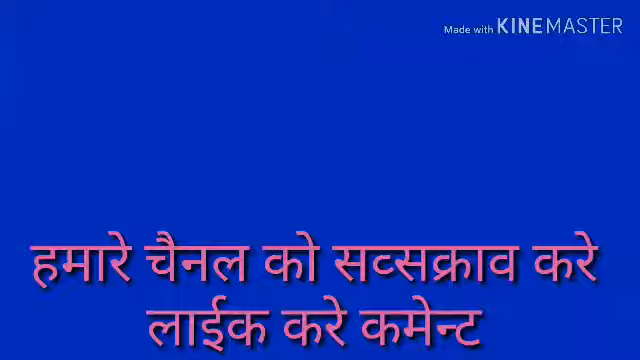 Made with KINEMASTER
हमारे चैनल को सव्सक्राव करे
लाईक करे कमेन्ट